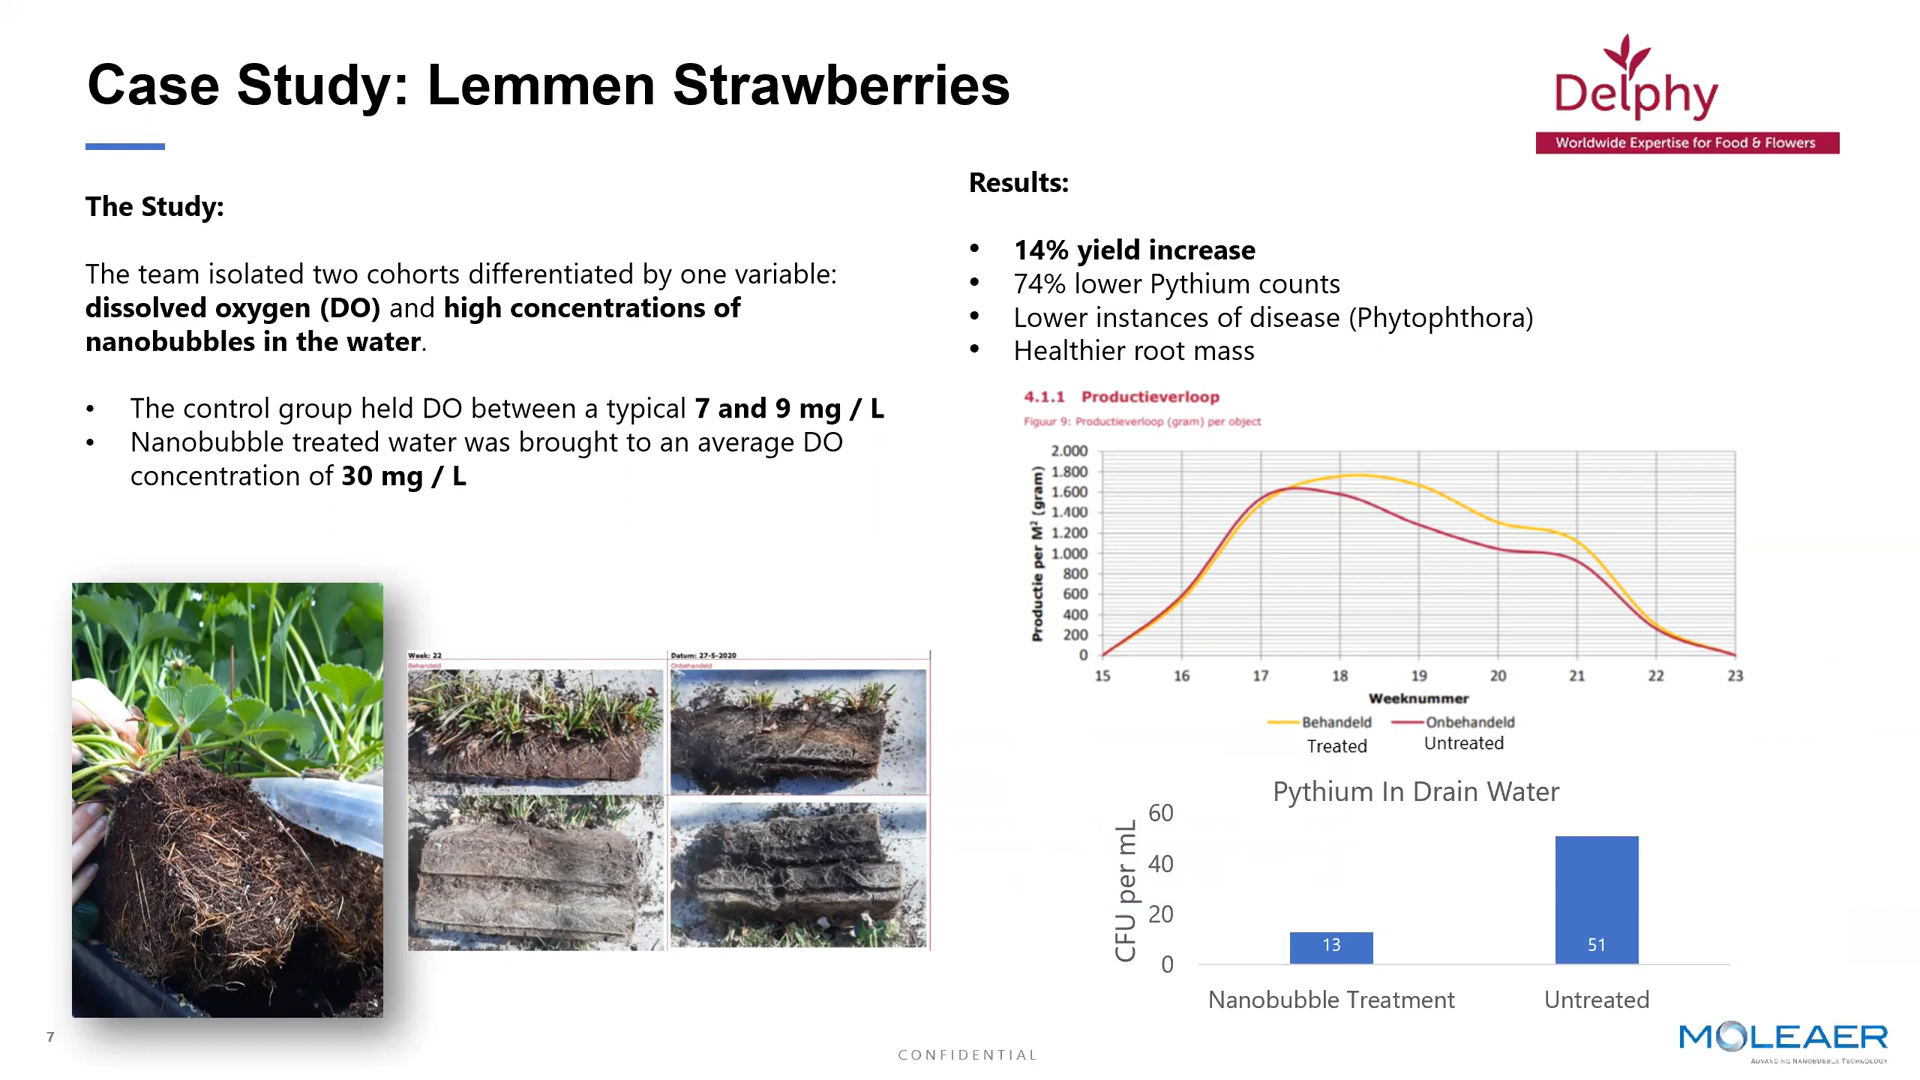 Case Study: Lemmen Strawberries
Delphy
Worldwide Expertise for Food & Flowers
The Study:
The team isolated two cohorts differentiated by one variable:
dissolved oxygen (DO) and high concentrations of
nanobubbles in the water.
• The control group held DO between a typical 7 and 9 mg / L
• Nanobubble treated water was brought to an average DO
concentration of 30 mg / L
Results:
• 14% yield increase
• 74% lower Pythium counts
• Lower instances of disease (Phytophthora)
• Healthier root mass
4.1.1 Productieverloop
Figuur 9: Productieverloop (gram) per object
Productie per M² (gram)
2.000
1.800
1.600
1.400
1.200
1.000
800
600
400
200
0
15 16 17 18 19 20 21 22 23
Weeknummer
Behandeld Onbehandeld
Treated Untreated
Week: 22 Datum: 27-5-2020
Behandeld Onbehandeld
Pythium In Drain Water
CFU per mL
60
40
20
0
13 51
Nanobubble Treatment Untreated
7
CONFIDENTIAL
MOLEAER
ADVANCING NANOBUBBLE TECHNOLOGY